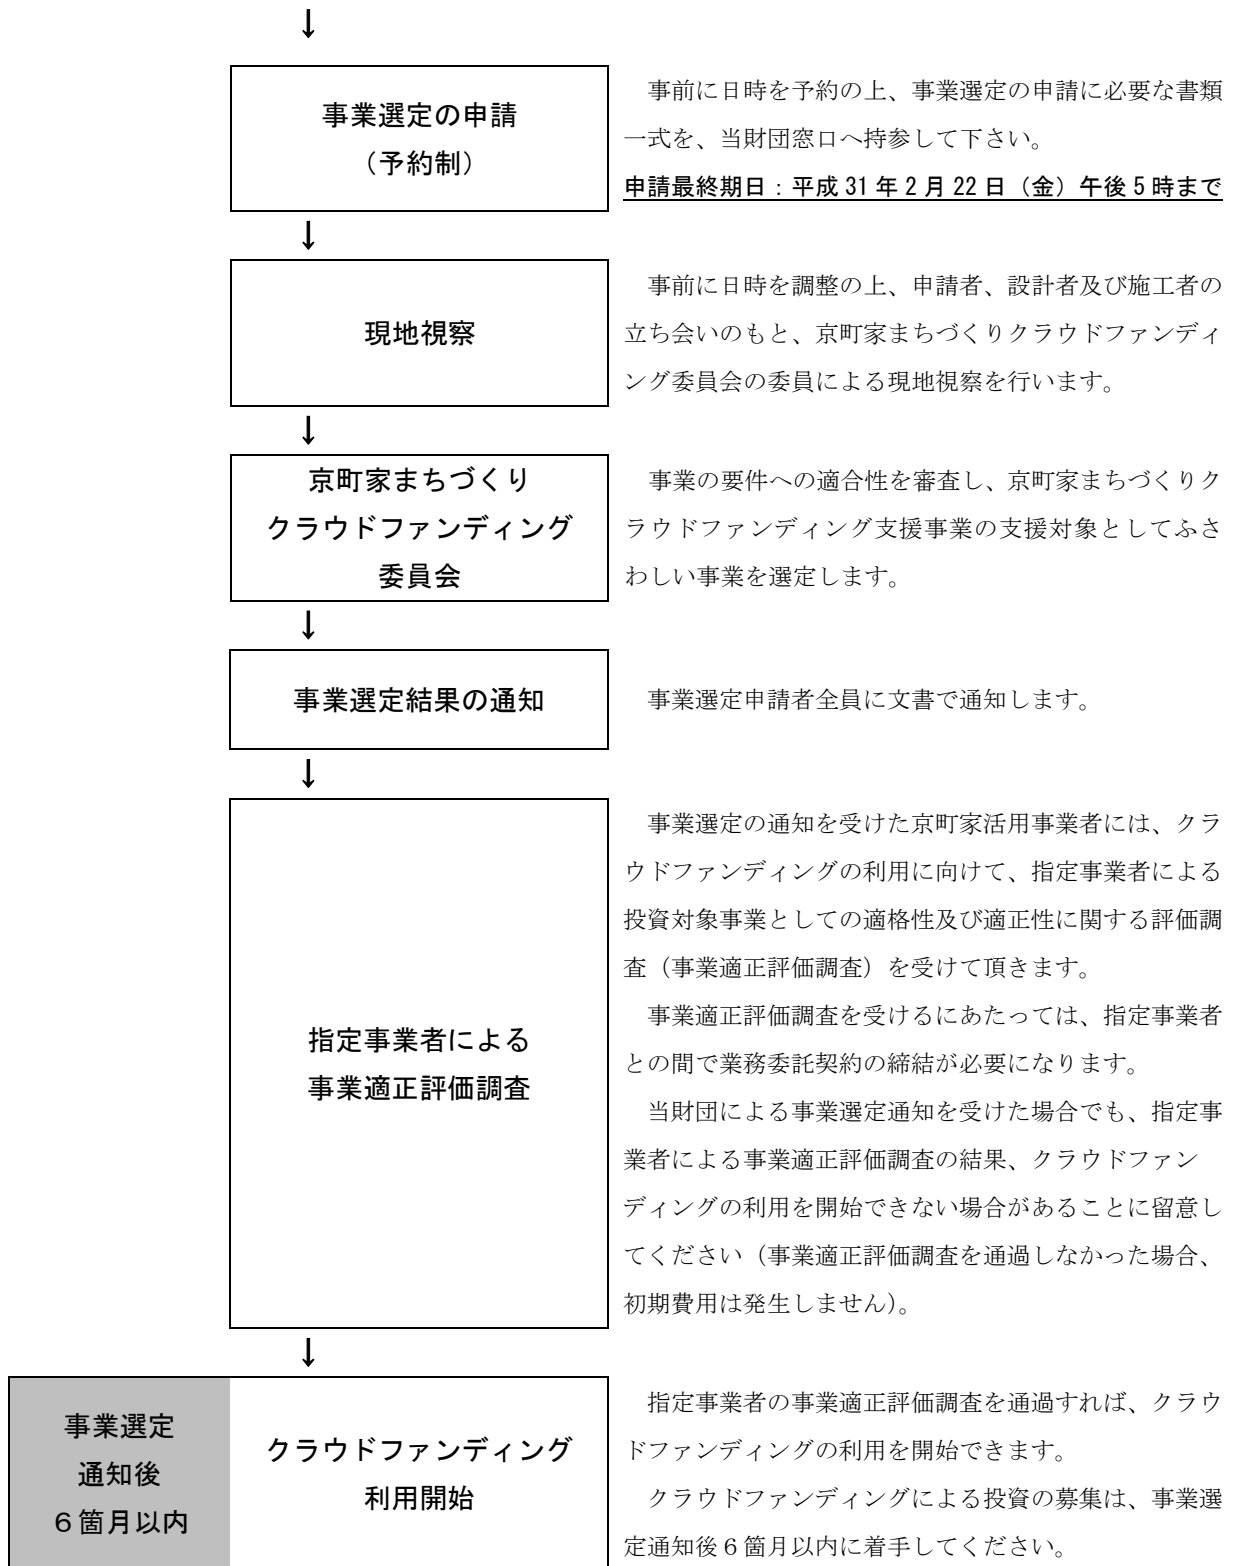 ↓
事業選定の申請
（予約制）
　事前に日時を予約の上、事業選定の申請に必要な書類
一式を、当財団窓口へ持参して下さい。
申請最終期日：平成 31 年 2 月 22 日（金）午後 5 時まで
↓
現地視察
　事前に日時を調整の上、申請者、設計者及び施工者の
立ち会いのもと、京町家まちづくりクラウドファンディ
ング委員会の委員による現地視察を行います。
↓
京町家まちづくり
クラウドファンディング
委員会
　事業の要件への適合性を審査し、京町家まちづくりク
ラウドファンディング支援事業の支援対象としてふさ
わしい事業を選定します。
↓
事業選定結果の通知
　事業選定申請者全員に文書で通知します。
↓
指定事業者による
事業適正評価調査
　事業選定の通知を受けた京町家活用事業者には、クラ
ウドファンディングの利用に向けて、指定事業者による
投資対象事業としての適格性及び適正性に関する評価調
査（事業適正評価調査）を受けて頂きます。
　事業適正評価調査を受けるにあたっては、指定事業者
との間で業務委託契約の締結が必要になります。
　当財団による事業選定通知を受けた場合でも、指定事
業者による事業適正評価調査の結果、クラウドファン
ディングの利用を開始できない場合があることに留意し
てください（事業適正評価調査を通過しなかった場合、
初期費用は発生しません）。
↓
事業選定
通知後
６箇月以内
クラウドファンディング
利用開始
　指定事業者の事業適正評価調査を通過すれば、クラウ
ドファンディングの利用を開始できます。
　クラウドファンディングによる投資の募集は、事業選
定通知後６箇月以内に着手してください。